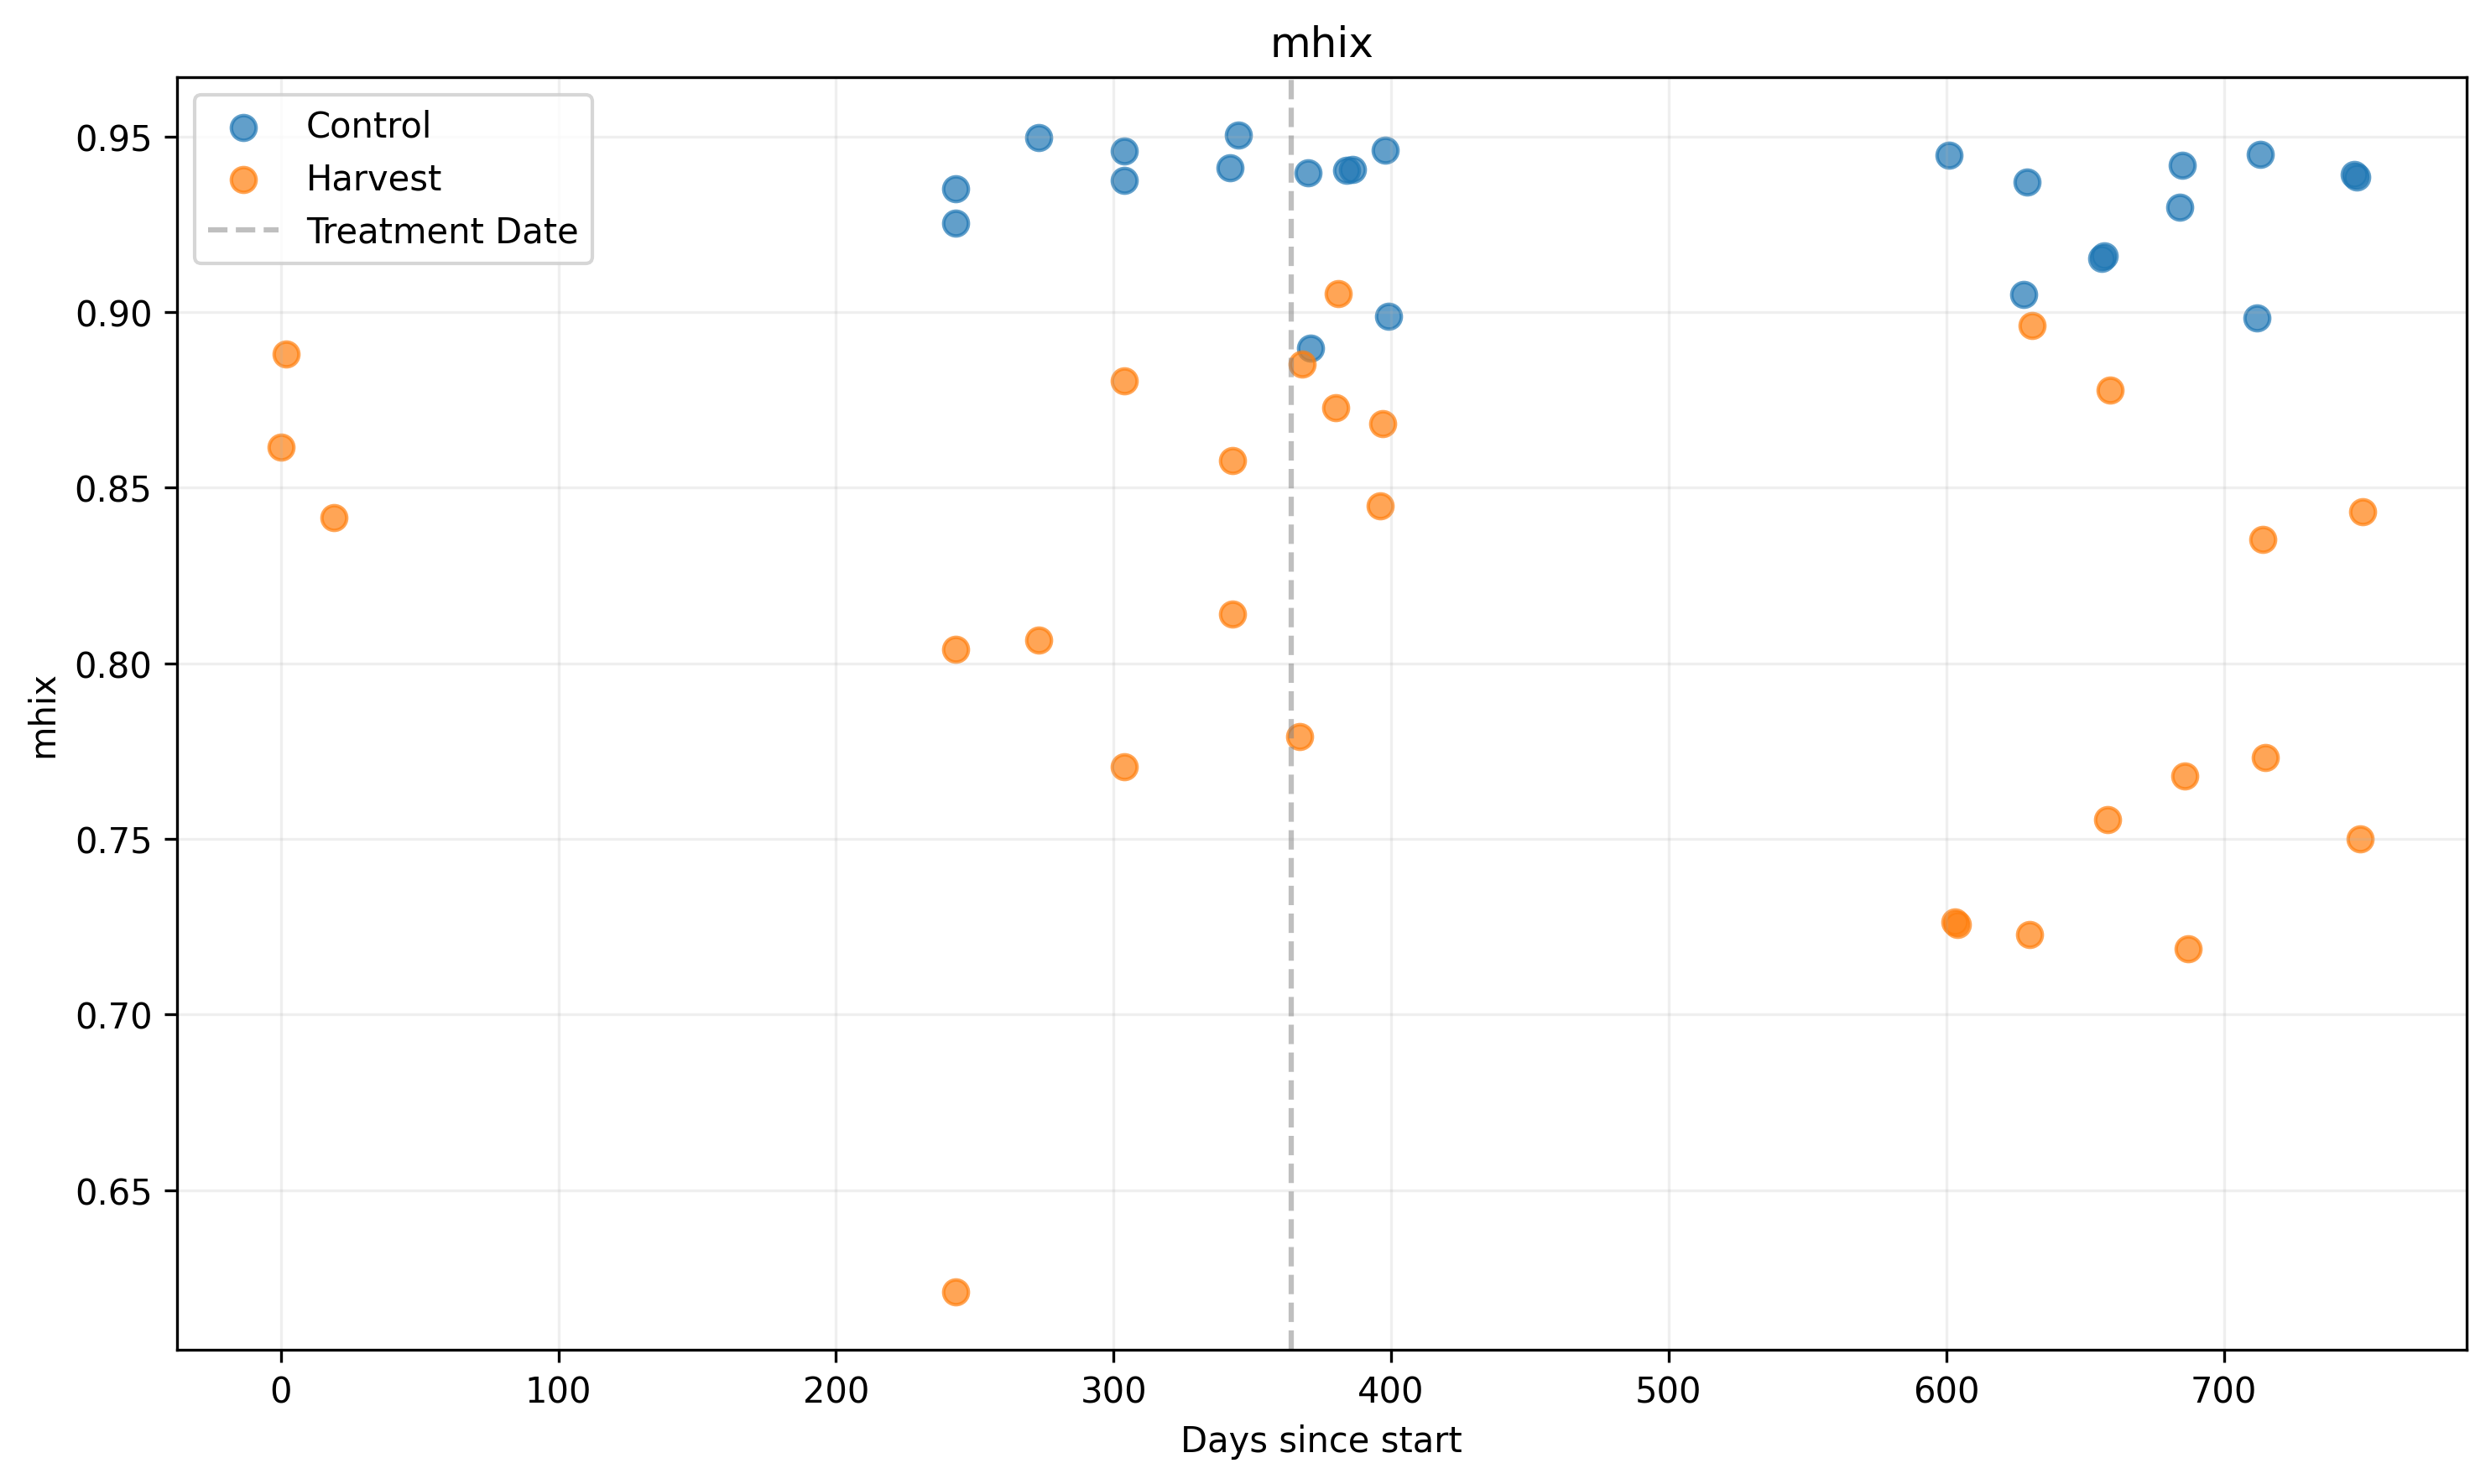 mhix
Control
Harvest
Treatment Date
0.95
0.90
0.85
0.80
0.75
0.70
0.65
mhix
0 100 200 300 400 500 600 700
Days since start